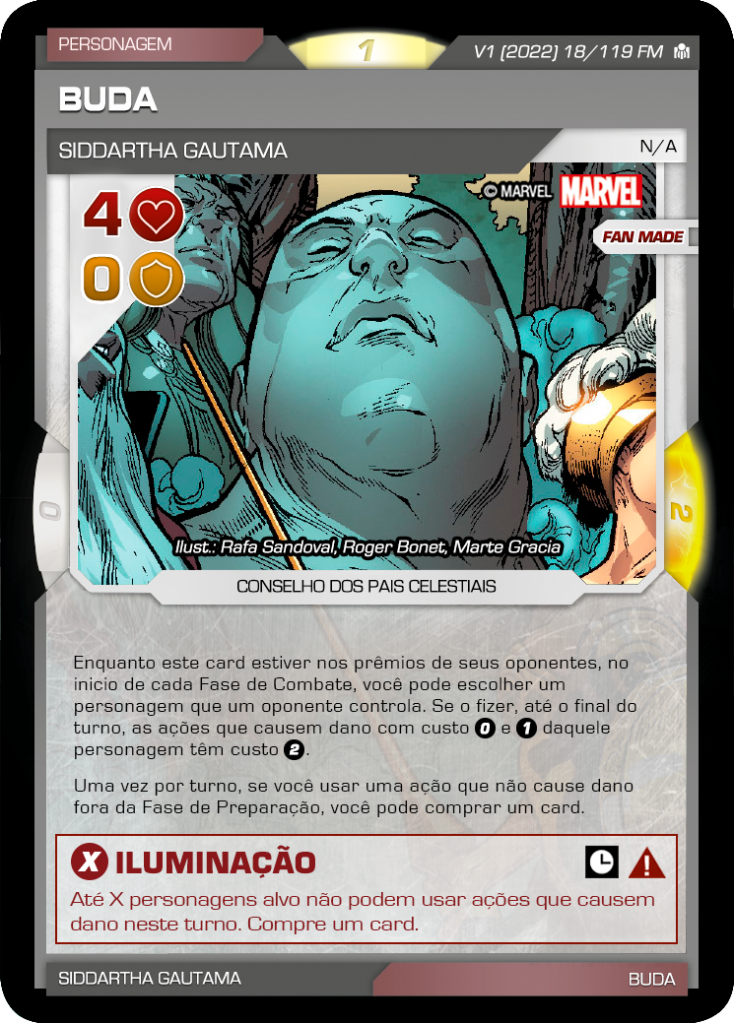 PERSONAGEM
1
V1 (2022) 18/119 FM
BUDA
SIDDARTHA GAUTAMA
N/A
© MARVEL MARVEL
4
FAN MADE
0
0
2
Ilust.: Rafa Sandoval, Roger Bonet, Marte Gracia
CONSELHO DOS PAIS CELESTIAIS
Enquanto este card estiver nos prêmios de seus oponentes, no
inicio de cada Fase de Combate, você pode escolher um
personagem que um oponente controla. Se o fizer, até o final do
turno, as ações que causem dano com custo 0 e 1 daquele
personagem têm custo 2.
Uma vez por turno, se você usar uma ação que não cause dano
fora da Fase de Preparação, você pode comprar um card.
X ILUMINAÇÃO
Até X personagens alvo não podem usar ações que causem
dano neste turno. Compre um card.
SIDDARTHA GAUTAMA
BUDA